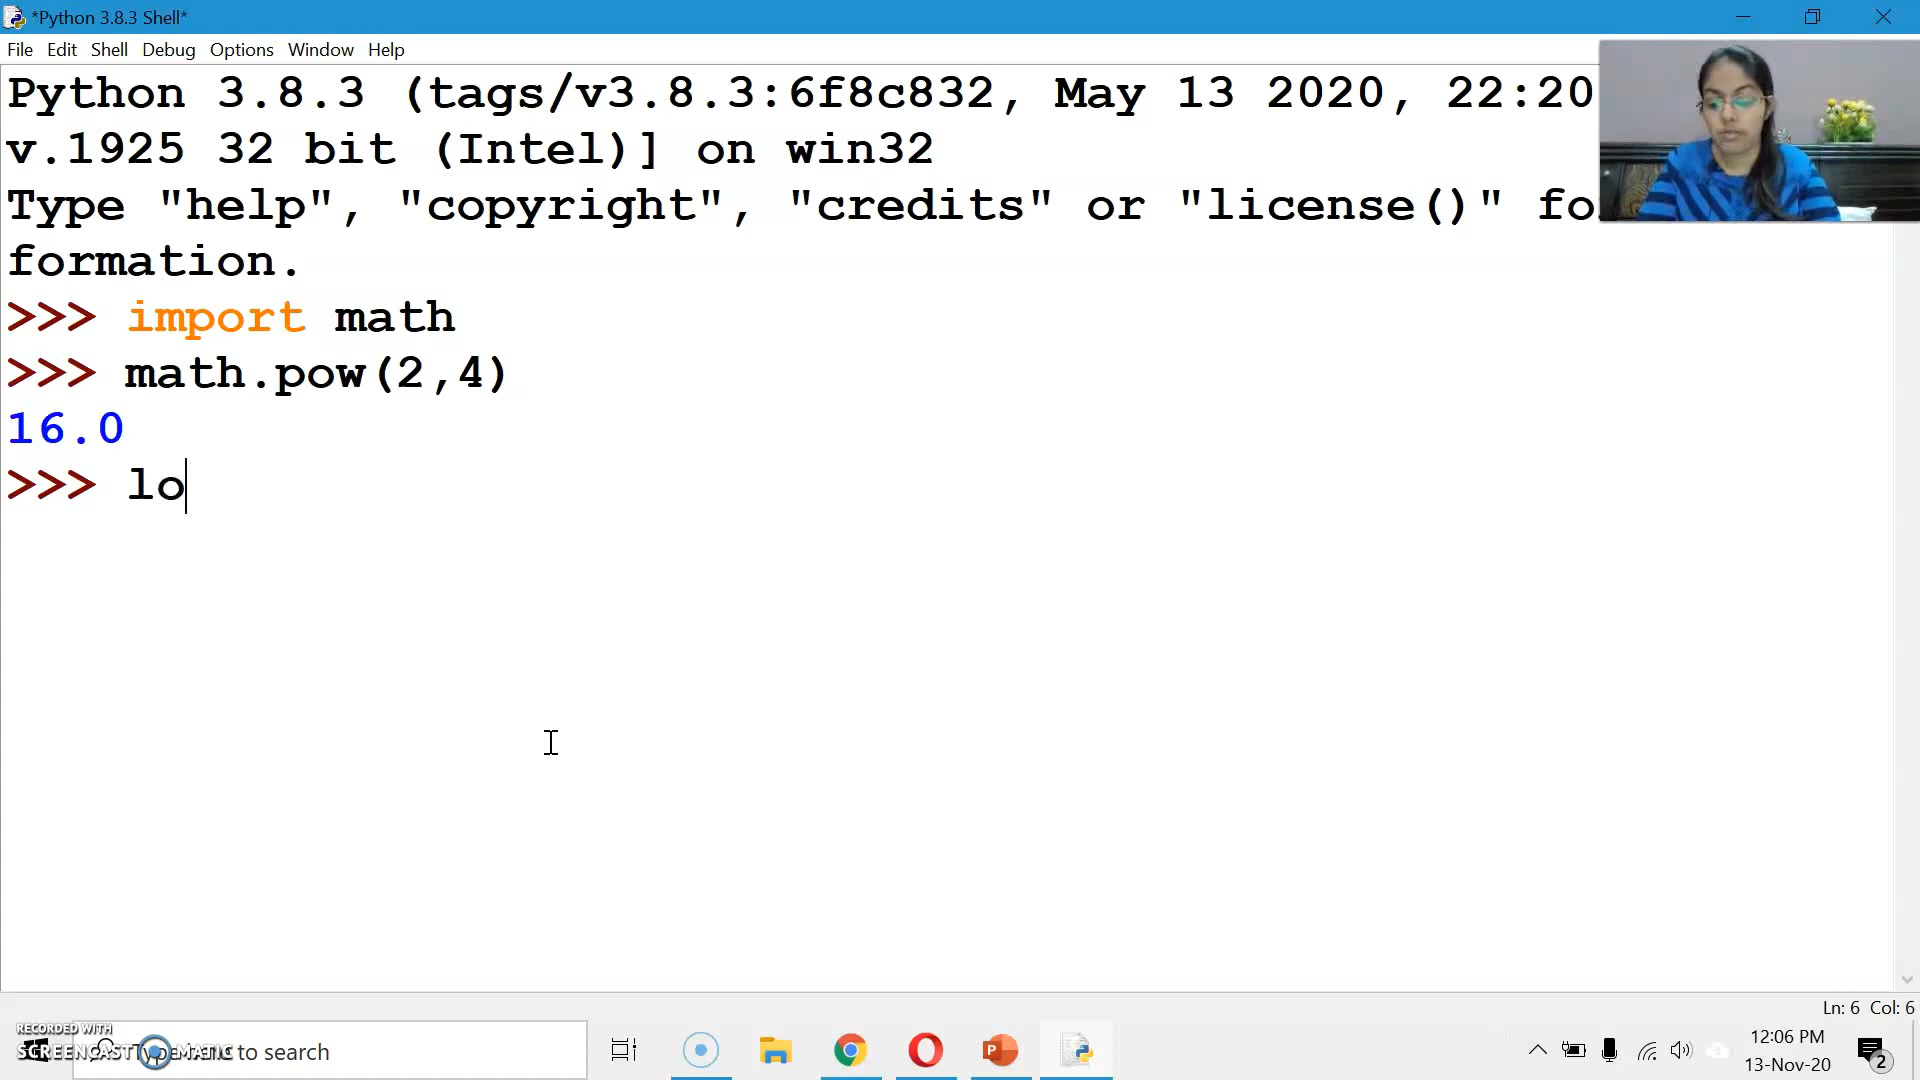 *Python 3.8.3 Shell*
File Edit Shell Debug Options Window Help
Python 3.8.3 (tags/v3.8.3:6f8c832, May 13 2020, 22:20
v.1925 32 bit (Intel)] on win32
Type "help", "copyright", "credits" or "license()" fo
formation.
>>> import math
>>> math.pow(2,4)
16.0
>>> lo
Ln: 6 Col: 6
RECORDED WITH
SCREENCAST MATIC
to search
12:06 PM
13-Nov-20
2